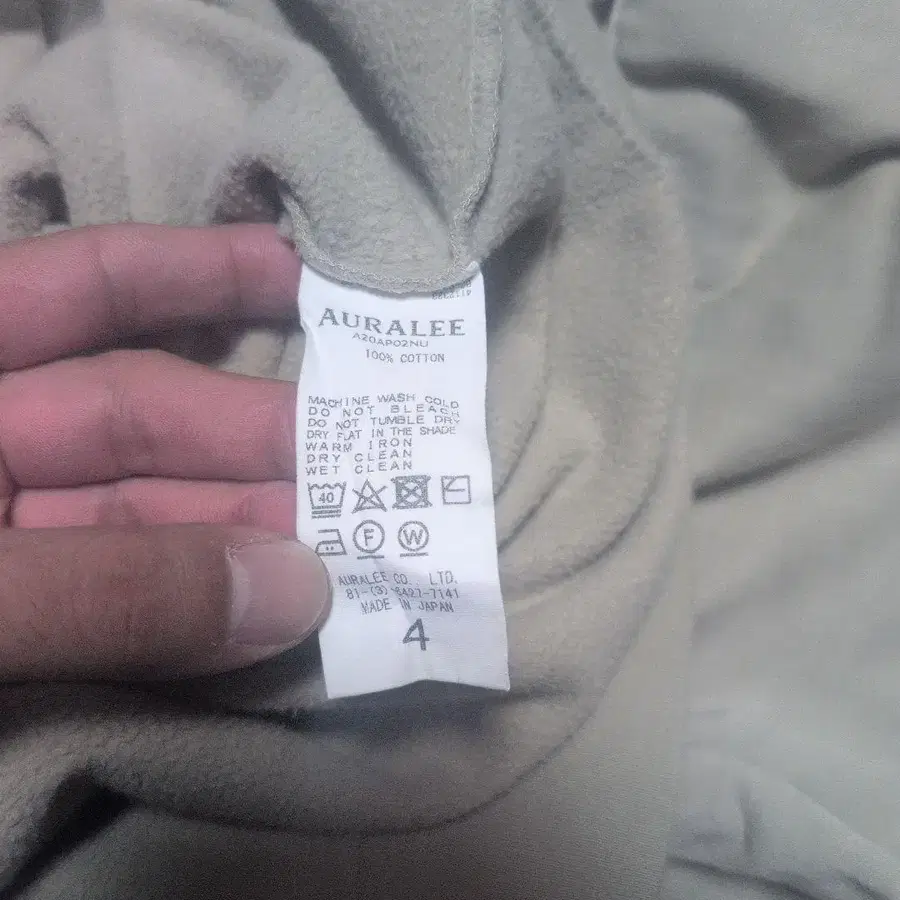 AURALEE
A20AP02NU
100% COTTON
MACHINE WASH COLD
DO NOT BLEACH
DO NOT TUMBLE DRY
DRY FLAT IN THE SHADE
WARM IRON
DRY CLEAN
WET CLEAN
40
F W
AURALEE CO., LTD.
81-(3) 6427-7141
MADE IN JAPAN
4